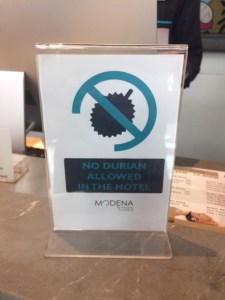 NO DURIAN
ALLOWED
IN THE HOTEL
MODENA